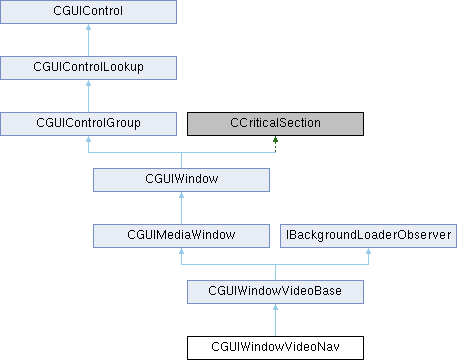 CGUIControl
CGUIControlLookup
CGUIControlGroup
CCriticalSection
CGUIWindow
CGUIMediaWindow
IBackgroundLoaderObserver
CGUIWindowVideoBase
CGUIWindowVideoNav